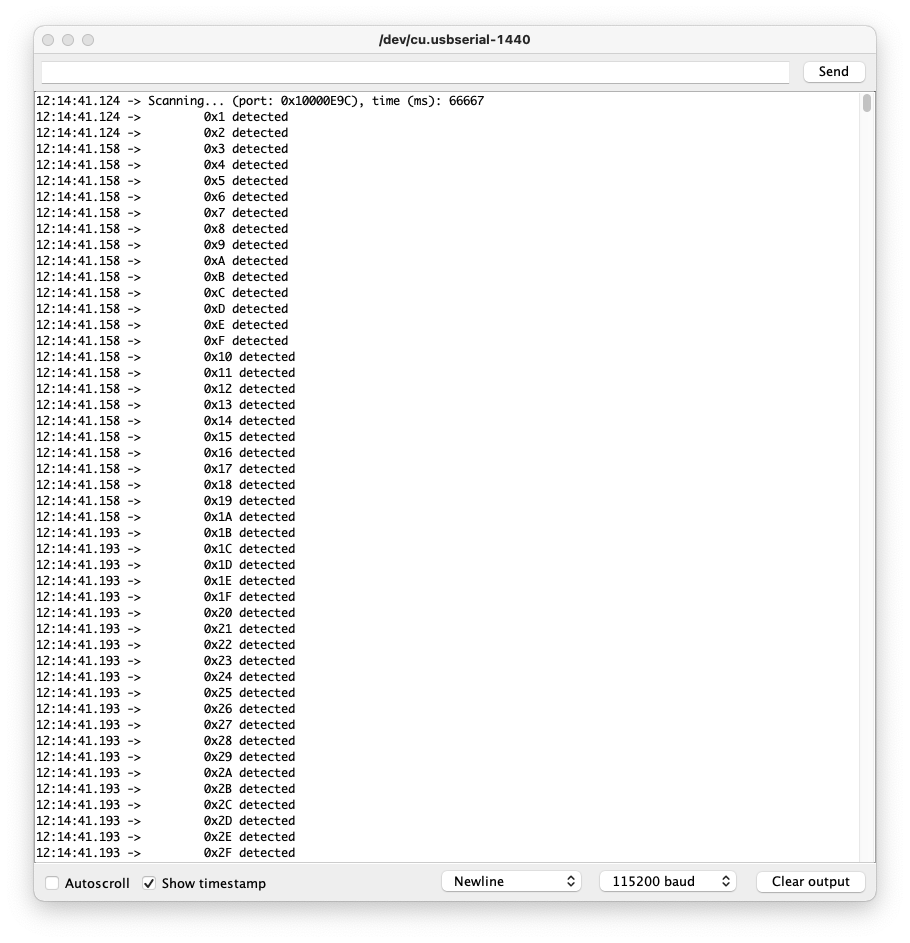 /dev/cu.usbserial-1440
Send
12:14:41.124 -> Scanning... (port: 0x10000E9C), time (ms): 66667
12:14:41.124 ->         0x1 detected
12:14:41.124 ->         0x2 detected
12:14:41.158 ->         0x3 detected
12:14:41.158 ->         0x4 detected
12:14:41.158 ->         0x5 detected
12:14:41.158 ->         0x6 detected
12:14:41.158 ->         0x7 detected
12:14:41.158 ->         0x8 detected
12:14:41.158 ->         0x9 detected
12:14:41.158 ->         0xA detected
12:14:41.158 ->         0xB detected
12:14:41.158 ->         0xC detected
12:14:41.158 ->         0xD detected
12:14:41.158 ->         0xE detected
12:14:41.158 ->         0xF detected
12:14:41.158 ->         0x10 detected
12:14:41.158 ->         0x11 detected
12:14:41.158 ->         0x12 detected
12:14:41.158 ->         0x13 detected
12:14:41.158 ->         0x14 detected
12:14:41.158 ->         0x15 detected
12:14:41.158 ->         0x16 detected
12:14:41.158 ->         0x17 detected
12:14:41.158 ->         0x18 detected
12:14:41.158 ->         0x19 detected
12:14:41.158 ->         0x1A detected
12:14:41.193 ->         0x1B detected
12:14:41.193 ->         0x1C detected
12:14:41.193 ->         0x1D detected
12:14:41.193 ->         0x1E detected
12:14:41.193 ->         0x1F detected
12:14:41.193 ->         0x20 detected
12:14:41.193 ->         0x21 detected
12:14:41.193 ->         0x22 detected
12:14:41.193 ->         0x23 detected
12:14:41.193 ->         0x24 detected
12:14:41.193 ->         0x25 detected
12:14:41.193 ->         0x26 detected
12:14:41.193 ->         0x27 detected
12:14:41.193 ->         0x28 detected
12:14:41.193 ->         0x29 detected
12:14:41.193 ->         0x2A detected
12:14:41.193 ->         0x2B detected
12:14:41.193 ->         0x2C detected
12:14:41.193 ->         0x2D detected
12:14:41.193 ->         0x2E detected
12:14:41.193 ->         0x2F detected
Autoscroll Show timestamp Newline 115200 baud Clear output